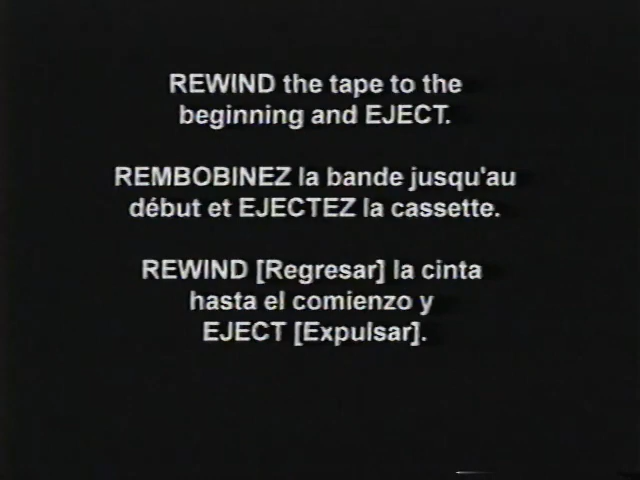 REWIND the tape to the
beginning and EJECT.
REMBOBINEZ la bande jusqu'au
début et EJECTEZ la cassette.
REWIND [Regresar] la cinta
hasta el comienzo y
EJECT [Expulsar].